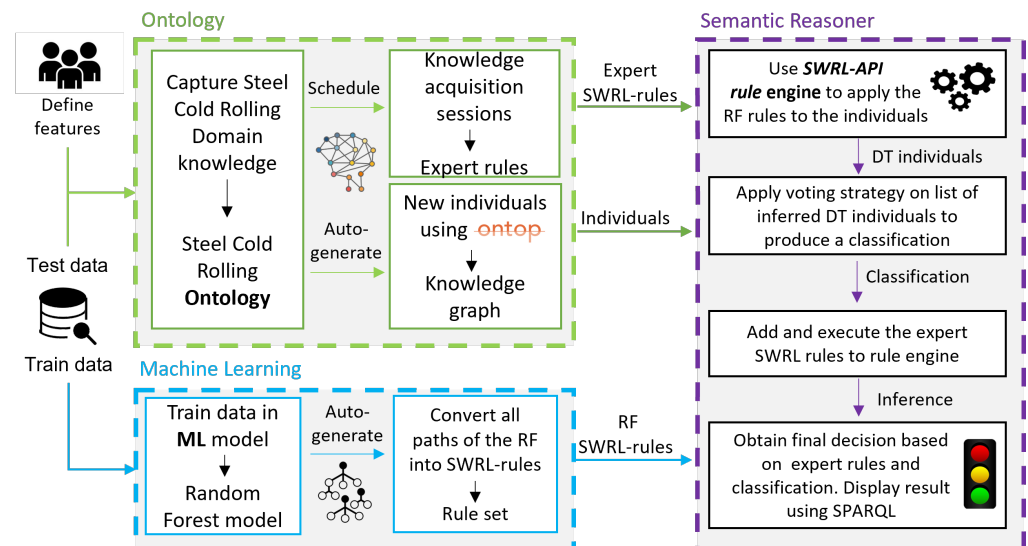 Ontology
Semantic Reasoner
Define
features
Test data
Train data
Capture Steel
Cold Rolling
Domain
knowledge
Steel Cold
Rolling
Ontology
Schedule
Auto-
generate
Knowledge
acquisition
sessions
Expert rules
New individuals
using ontop
Knowledge
graph
Expert
SWRL-rules
Individuals
Machine Learning
Train data in
ML model
Random
Forest model
Auto-
generate
Convert all
paths of the RF
into SWRL-rules
Rule set
RF
SWRL-rules
Use SWRL-API
rule engine to apply the
RF rules to the individuals
DT individuals
Apply voting strategy on list of
inferred DT individuals to
produce a classification
Classification
Add and execute the expert
SWRL rules to rule engine
Inference
Obtain final decision based
on expert rules and
classification. Display result
using SPARQL